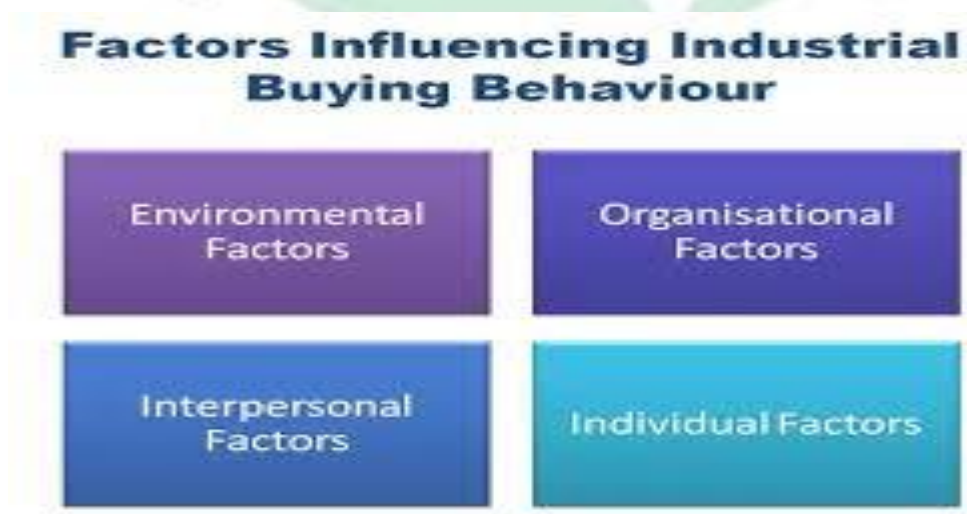 Factors Influencing Industrial
Buying Behaviour
Environmental
Factors
Organisational
Factors
Interpersonal
Factors
Individual Factors